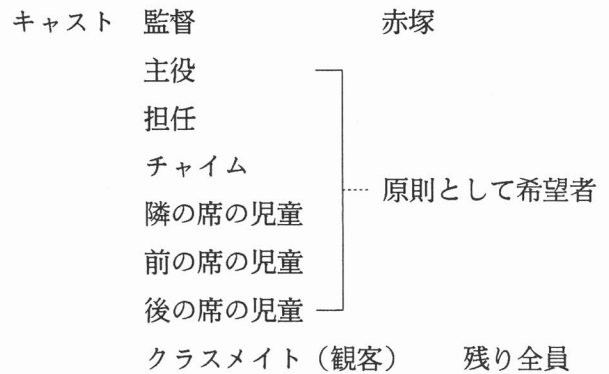 キャスト 監督 赤塚
主役
担任
チャイム
隣の席の児童
原則として希望者
前の席の児童
後の席の児童
クラスメイト（観客） 残り全員